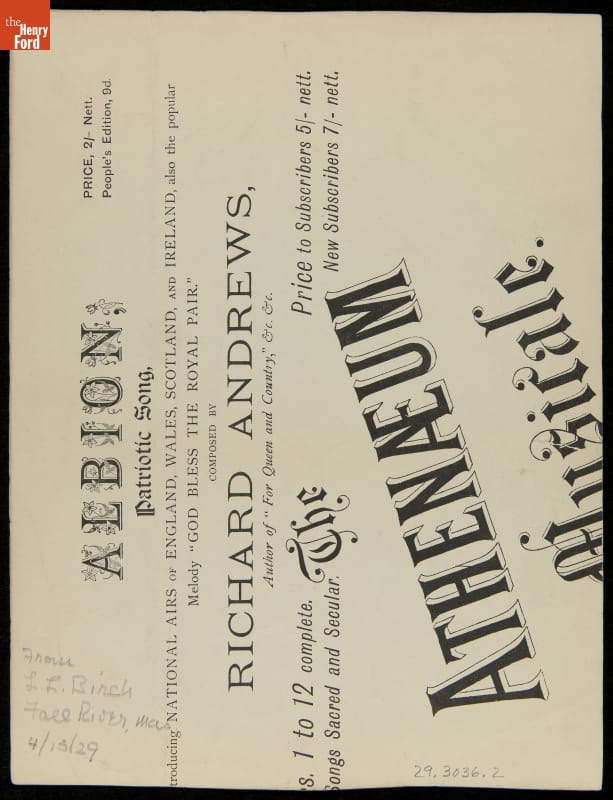 the
Henry
Ford
ALBION,
PRICE, 2/- Nett.
People's Edition, 9d.
Patriotic Song,
troducing NATIONAL AIRS OF ENGLAND, WALES, SCOTLAND, AND IRELAND, also the popular
Melody "GOD BLESS THE ROYAL PAIR."
COMPOSED BY
RICHARD ANDREWS,
Author of "For Queen and Country," &c. &c.
s. 1 to 12 complete.
Price to Subscribers 5/- nett.
ongs Sacred and Secular.
New Subscribers 7/- nett.
The
ATHENÆUM
Musicale.
From
L. L. Birch
Fall River, Mass
4/13/29
29.3036.2